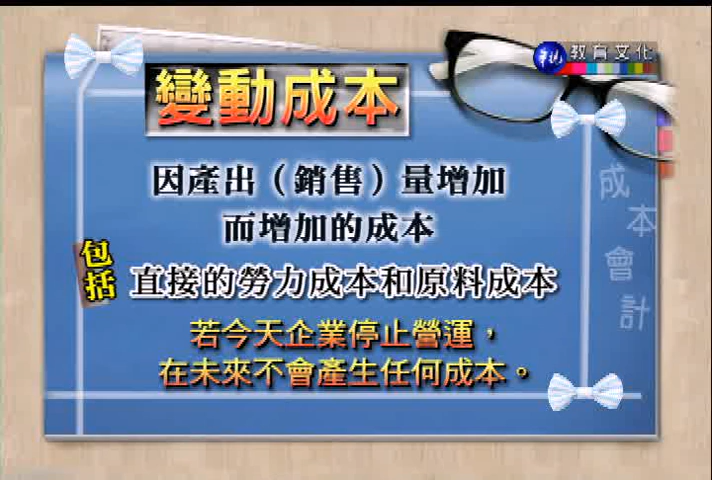 華視 教育文化
變動成本
因產出（銷售）量增加
而增加的成本
包括
直接的勞力成本和原料成本
若今天企業停止營運，
在未來不會產生任何成本。
成本會計